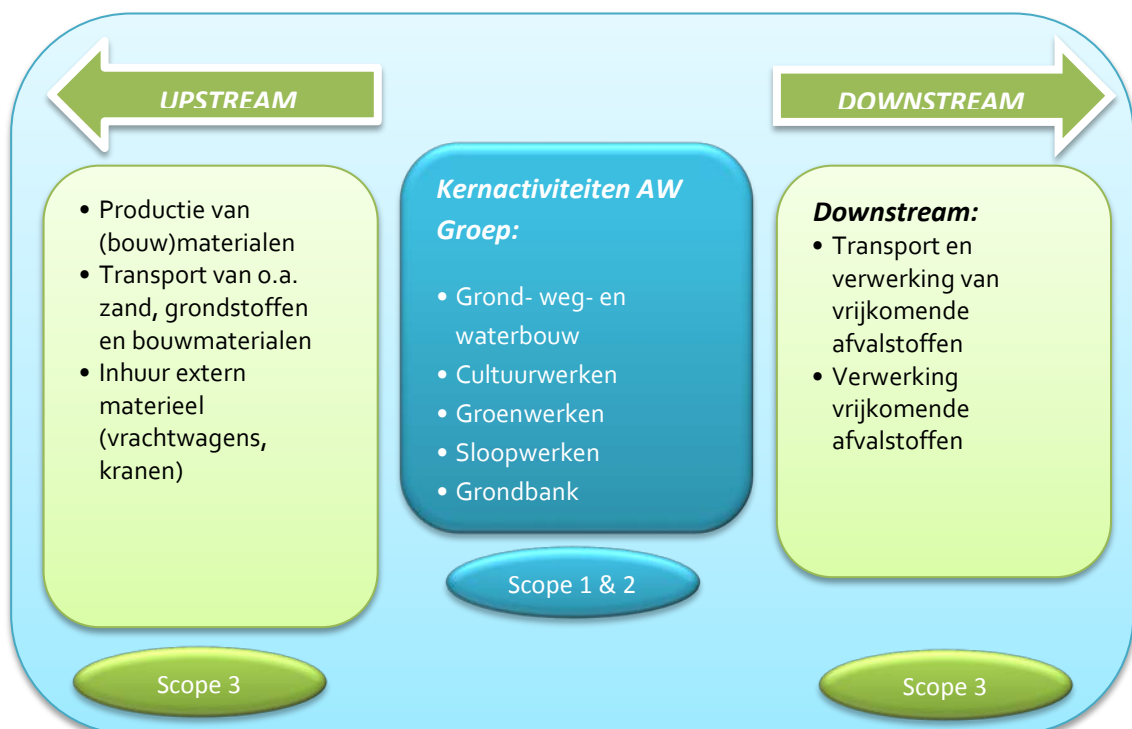 UPSTREAM
• Productie van
(bouw)materialen
• Transport van o.a.
zand, grondstoffen
en bouwmaterialen
• Inhuur extern
materieel
(vrachtwagens,
kranen)
Scope 3
Kernactiviteiten AW
Groep:
• Grond- weg- en
waterbouw
• Cultuurwerken
• Groenwerken
• Sloopwerken
• Grondbank
Scope 1 & 2
DOWNSTREAM
Downstream:
• Transport en
verwerking van
vrijkomende
afvalstoffen
• Verwerking
vrijkomende
afvalstoffen
Scope 3